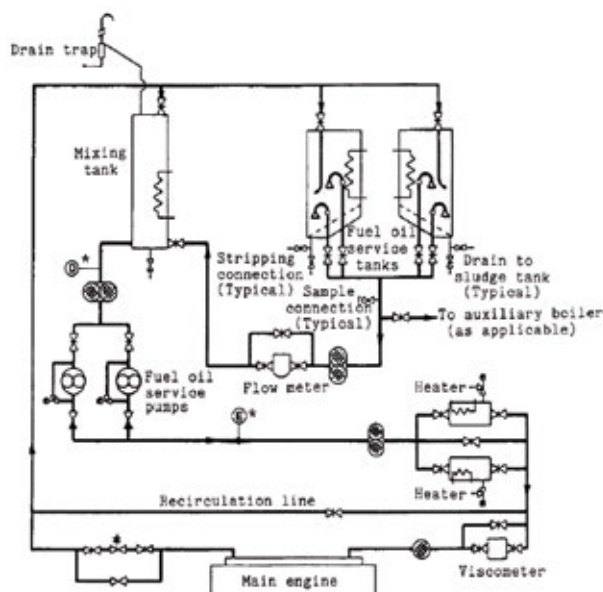 Drain trap
Mixing
tank
Fuel oil
service
tanks
Stripping
connection
(Typical)
Drain to
sludge tank
(Typical)
Sample
connection
(Typical)
To auxiliary boiler
(as applicable)
*
Fuel oil
service
pumps
Flow meter
E *
Heater
Heater
*
Recirculation line
*
Viscometer
Main engine